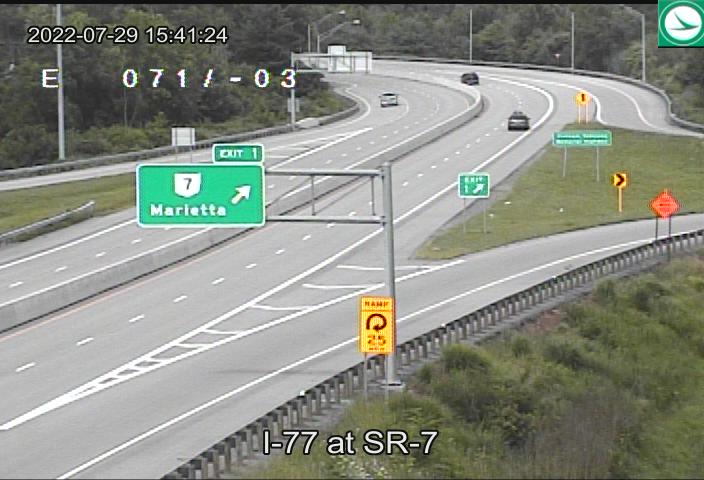 2022-07-29 15:41:24
E 071/-03
EXIT 1
7
Marietta
EXIT
1
RAMP
25
MPH
I-77 at SR-7